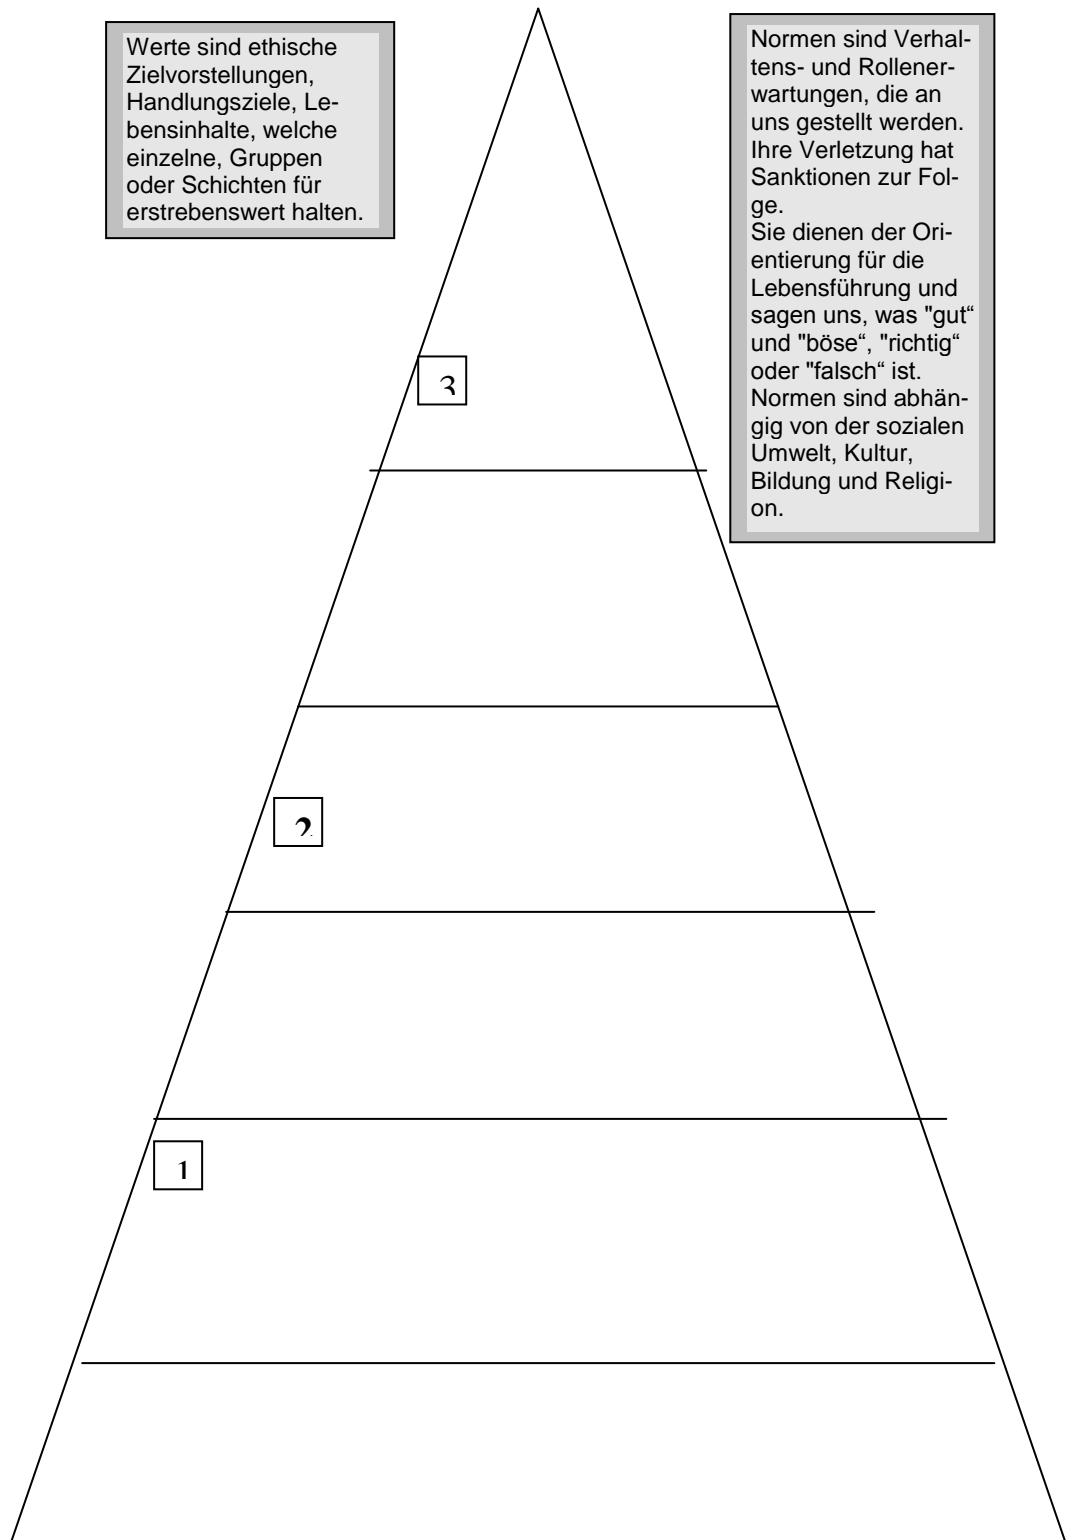 Werte sind ethische
Zielvorstellungen,
Handlungsziele, Le-
bensinhalte, welche
einzelne, Gruppen
oder Schichten für
erstrebenswert halten.
Normen sind Verhal-
tens- und Rollener-
wartungen, die an
uns gestellt werden.
Ihre Verletzung hat
Sanktionen zur Fol-
ge.
Sie dienen der Ori-
entierung für die
Lebensführung und
sagen uns, was "gut“
und "böse“, "richtig“
oder "falsch“ ist.
Normen sind abhän-
gig von der sozialen
Umwelt, Kultur,
Bildung und Religi-
on.
3
2
1